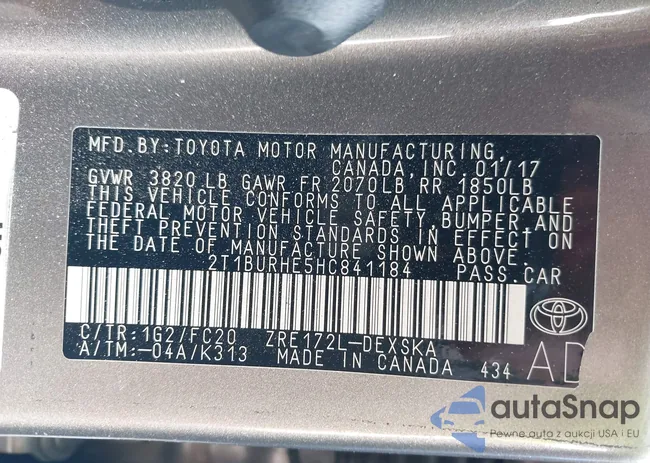 MFD.BY:TOYOTA MOTOR MANUFACTURING,
CANADA,INC.01/17
GVWR 3820 LB GAWR FR 2070LB RR 1850LB
THIS VEHICLE CONFORMS TO ALL APPLICABLE
FEDERAL MOTOR VEHICLE SAFETY, BUMPER,AND
THEFT PREVENTION STANDARDS IN EFFECT ON
THE DATE OF MANUFACTURE SHOWN ABOVE.
2T1BURHE5HC841184 PASS.CAR
C/TR:1G2/FC20 ZRE172L-DEXSKA
A/TM:-04A/K313 MADE IN CANADA 434
AD
autoSnap
Pewne auta z aukcji USA i EU